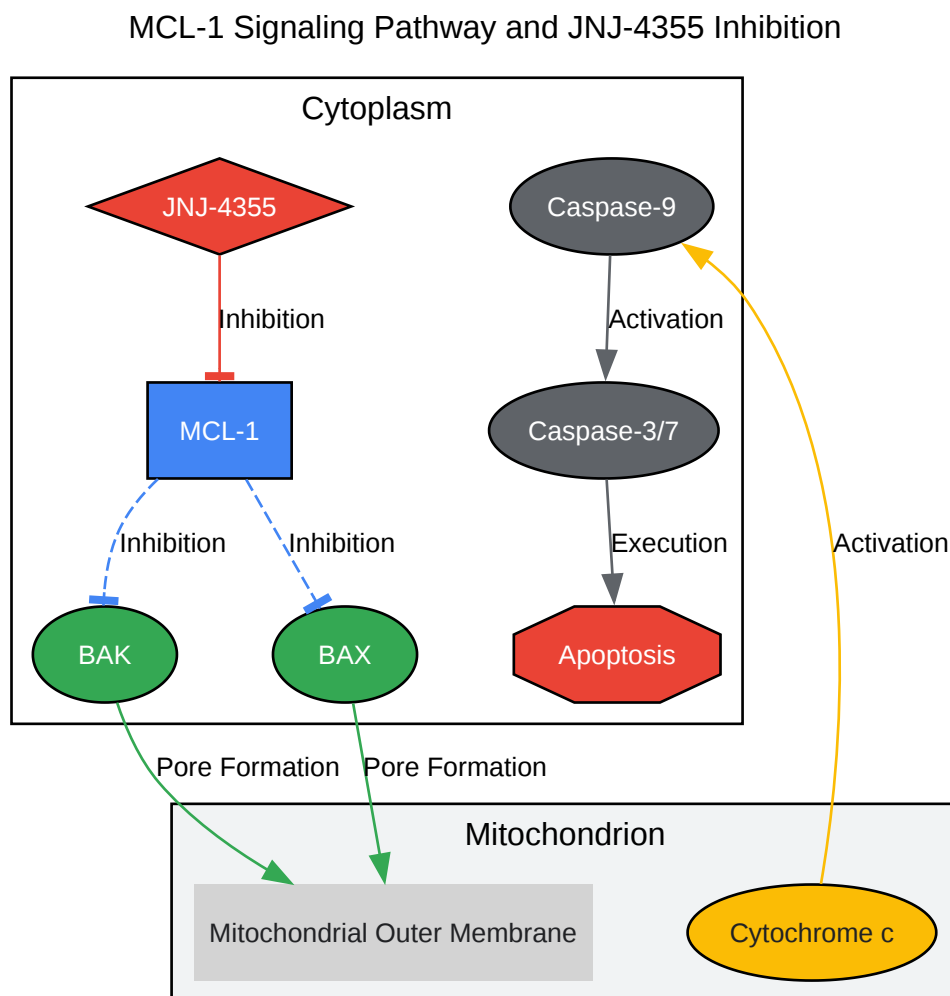 MCL-1 Signaling Pathway and JNJ-4355 Inhibition
Cytoplasm
JNJ-4355
Caspase-9
Inhibition
Activation
MCL-1
Caspase-3/7
Inhibition
Inhibition
Execution
Activation
BAK
BAX
Apoptosis
Pore Formation
Pore Formation
Mitochondrion
Mitochondrial Outer Membrane
Cytochrome c